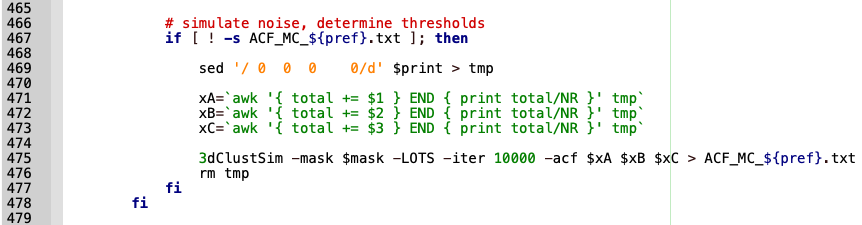 465
466 # simulate noise, determine thresholds
467 if [ ! -s ACF_MC_${pref}.txt ]; then
468
469 sed '/ 0  0  0    0/d' $print > tmp
470
471 xA=`awk '{ total += $1 } END { print total/NR }' tmp`
472 xB=`awk '{ total += $2 } END { print total/NR }' tmp`
473 xC=`awk '{ total += $3 } END { print total/NR }' tmp`
474
475 3dClustSim -mask $mask -LOTS -iter 10000 -acf $xA $xB $xC > ACF_MC_${pref}.txt
476 rm tmp
477 fi
478 fi
479